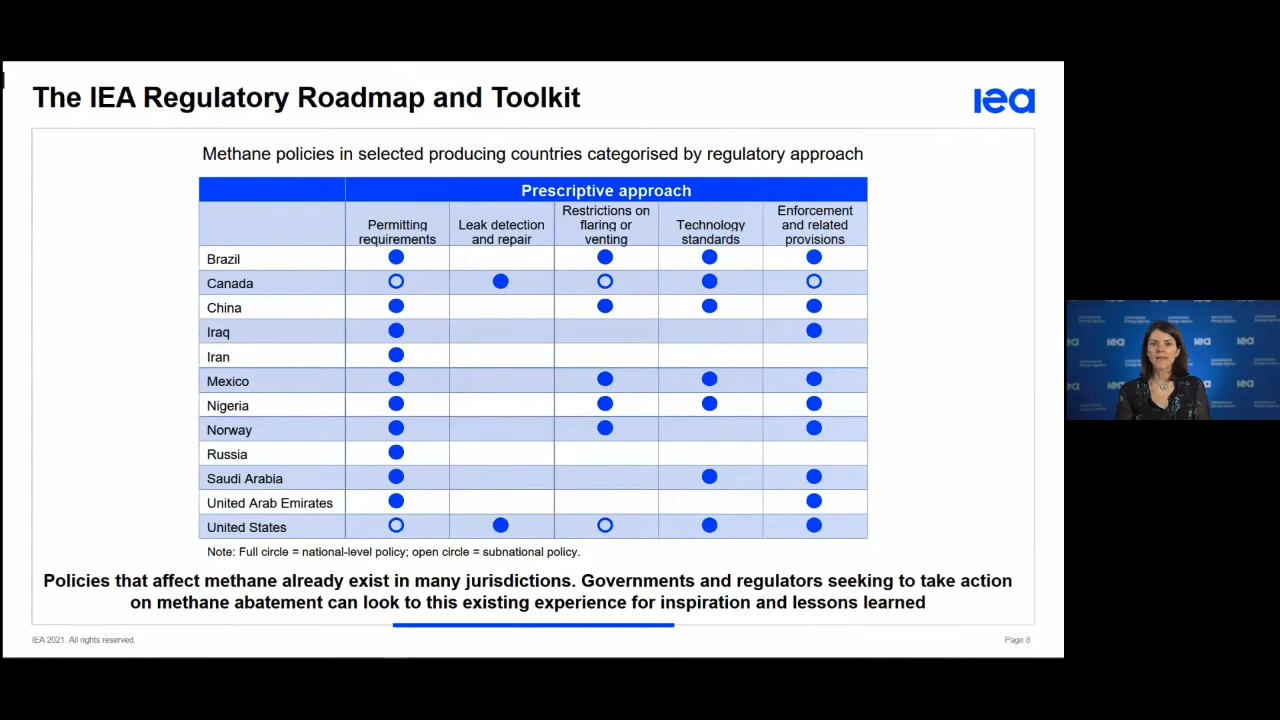 The IEA Regulatory Roadmap and Toolkit
iea
Methane policies in selected producing countries categorised by regulatory approach
Prescriptive approach
Permitting
requirements
Leak detection
and repair
Restrictions on
flaring or
venting
Technology
standards
Enforcement
and related
provisions
Brazil
Canada
China
Iraq
Iran
Mexico
Nigeria
Norway
Russia
Saudi Arabia
United Arab Emirates
United States
Note: Full circle = national-level policy; open circle = subnational policy.
Policies that affect methane already exist in many jurisdictions. Governments and regulators seeking to take action
on methane abatement can look to this existing experience for inspiration and lessons learned
IEA 2021. All rights reserved.
Page 8
iea
iea
iea
iea
iea